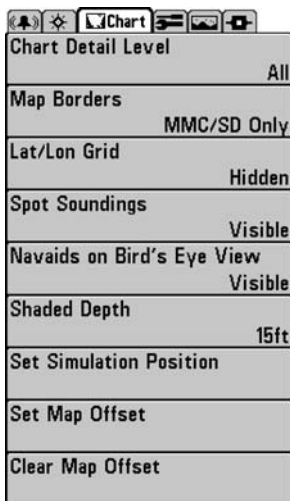 Chart
Chart Detail Level
All
Map Borders
MMC/SD Only
Lat/Lon Grid
Hidden
Spot Soundings
Visible
Navaids on Bird's Eye View
Visible
Shaded Depth
15ft
Set Simulation Position
Set Map Offset
Clear Map Offset